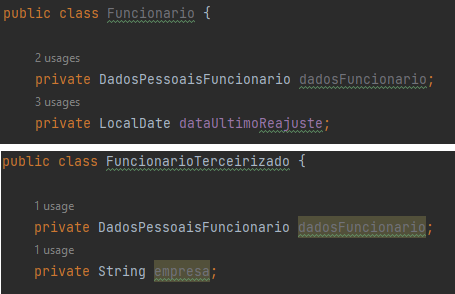 public class Funcionario {
2 usages
private DadosPessoaisFuncionario dadosFuncionario;
3 usages
private LocalDate dataUltimoReajuste;
public class FuncionarioTerceirizado {
1 usage
private DadosPessoaisFuncionario dadosFuncionario;
1 usage
private String empresa;